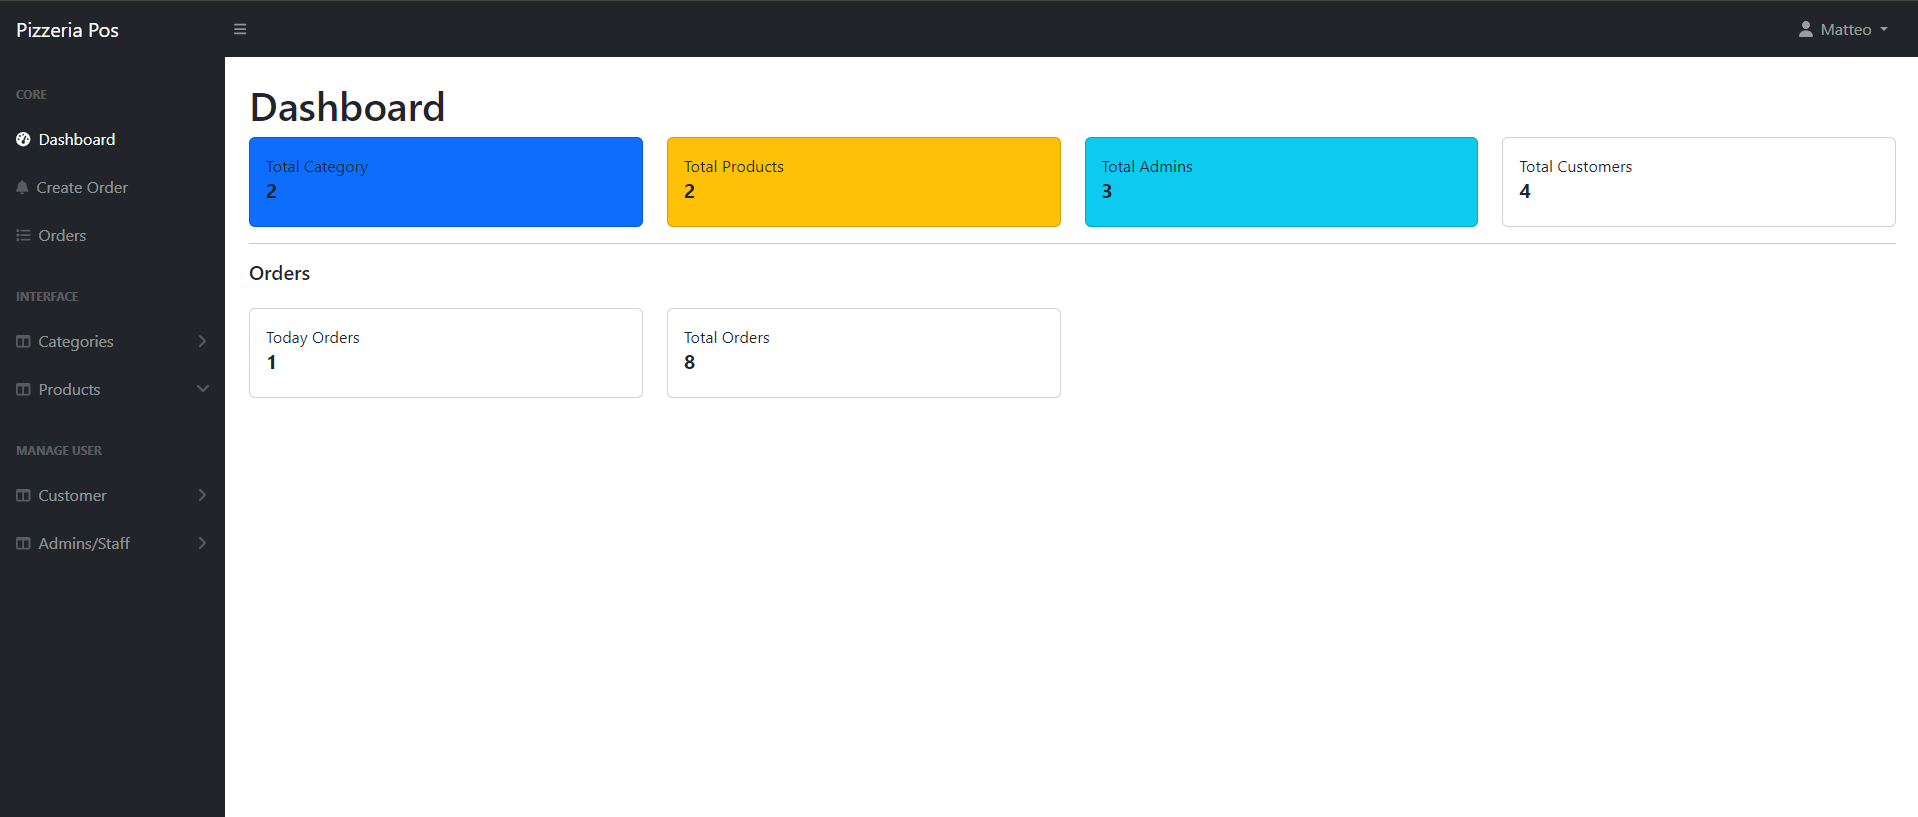 Pizzeria Pos
Matteo
CORE
Dashboard
Create Order
Orders
INTERFACE
Categories
Products
MANAGE USER
Customer
Admins/Staff
Dashboard
Total Category
2
Total Products
2
Total Admins
3
Total Customers
4
Orders
Today Orders
1
Total Orders
8